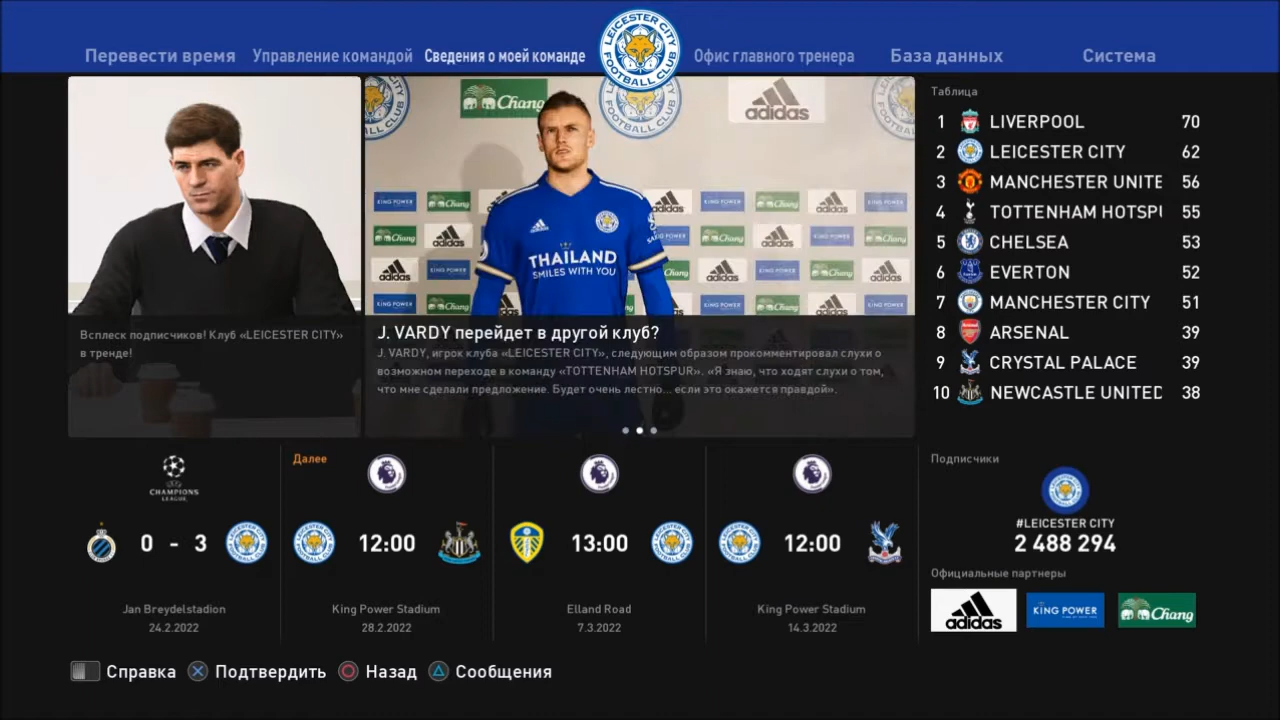 Перевести время
Управление командой
Сведения о моей команде
LEICESTER CITY
FOOTBALL CLUB
Офис главного тренера
База данных
Система
Chang
adidas
THAILAND
SMILES WITH YOU
Всплеск подписчиков! Клуб «LEICESTER CITY»
в тренде!
J. VARDY перейдет в другой клуб?
J. VARDY, игрок клуба «LEICESTER CITY», следующим образом прокомментировал слухи о
возможном переходе в команду «TOTTENHAM HOTSPUR». «Я знаю, что ходят слухи о том,
что мне сделали предложение. Будет очень лестно... если это окажется правдой».
Таблица
1 LIVERPOOL 70
2 LEICESTER CITY 62
3 MANCHESTER UNITE 56
4 TOTTENHAM HOTSPU 55
5 CHELSEA 53
6 EVERTON 52
7 MANCHESTER CITY 51
8 ARSENAL 39
9 CRYSTAL PALACE 39
10 NEWCASTLE UNITED 38
CHAMPIONS
LEAGUE
0 - 3
Jan Breydelstadion
24.2.2022
Далее
12:00
King Power Stadium
28.2.2022
13:00
Elland Road
7.3.2022
12:00
King Power Stadium
14.3.2022
Подписчики
#LEICESTER CITY
2 488 294
Официальные партнеры
adidas
KING POWER
Chang
Справка
Подтвердить
Назад
Сообщения